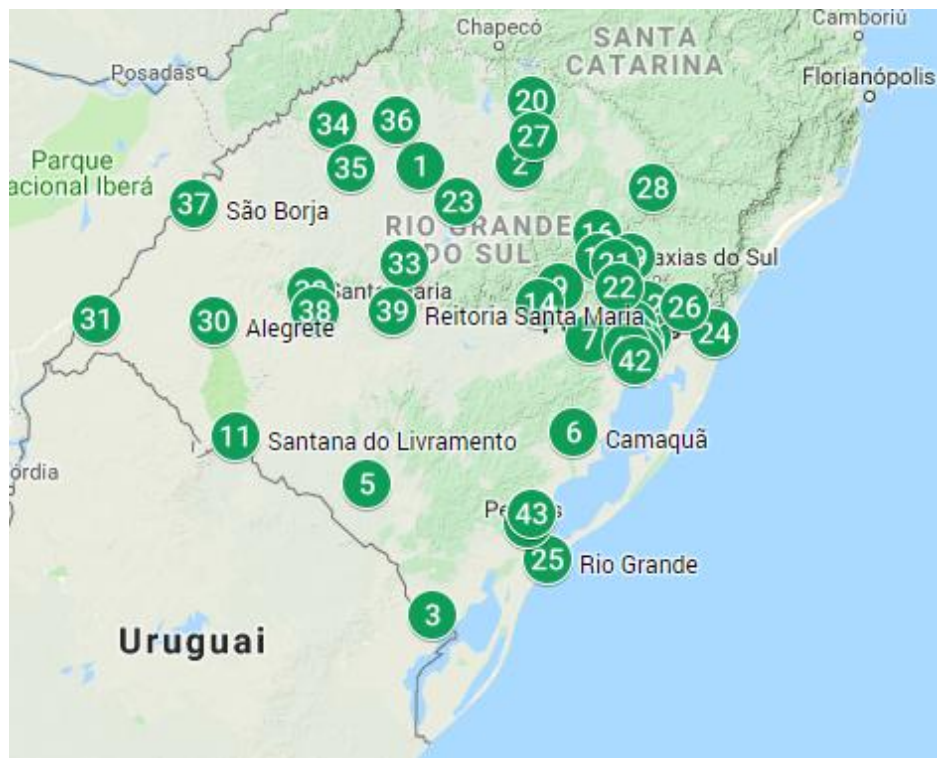 Camboriú
Chapecó
SANTA
CATARINA
Posadas
Florianópolis
20
34
36
27
Parque
acional Iberá
35
1
2
28
37
São Borja
23
RIO GRANDE
DO SUL
16
33
21
axias do Sul
22
9
38
14
26
31
30
Alegrete
39
Reitoria Santa Maria
7
24
42
11
Santana do Livramento
6
Camaquã
órdia
5
43
25
Rio Grande
3
Uruguai